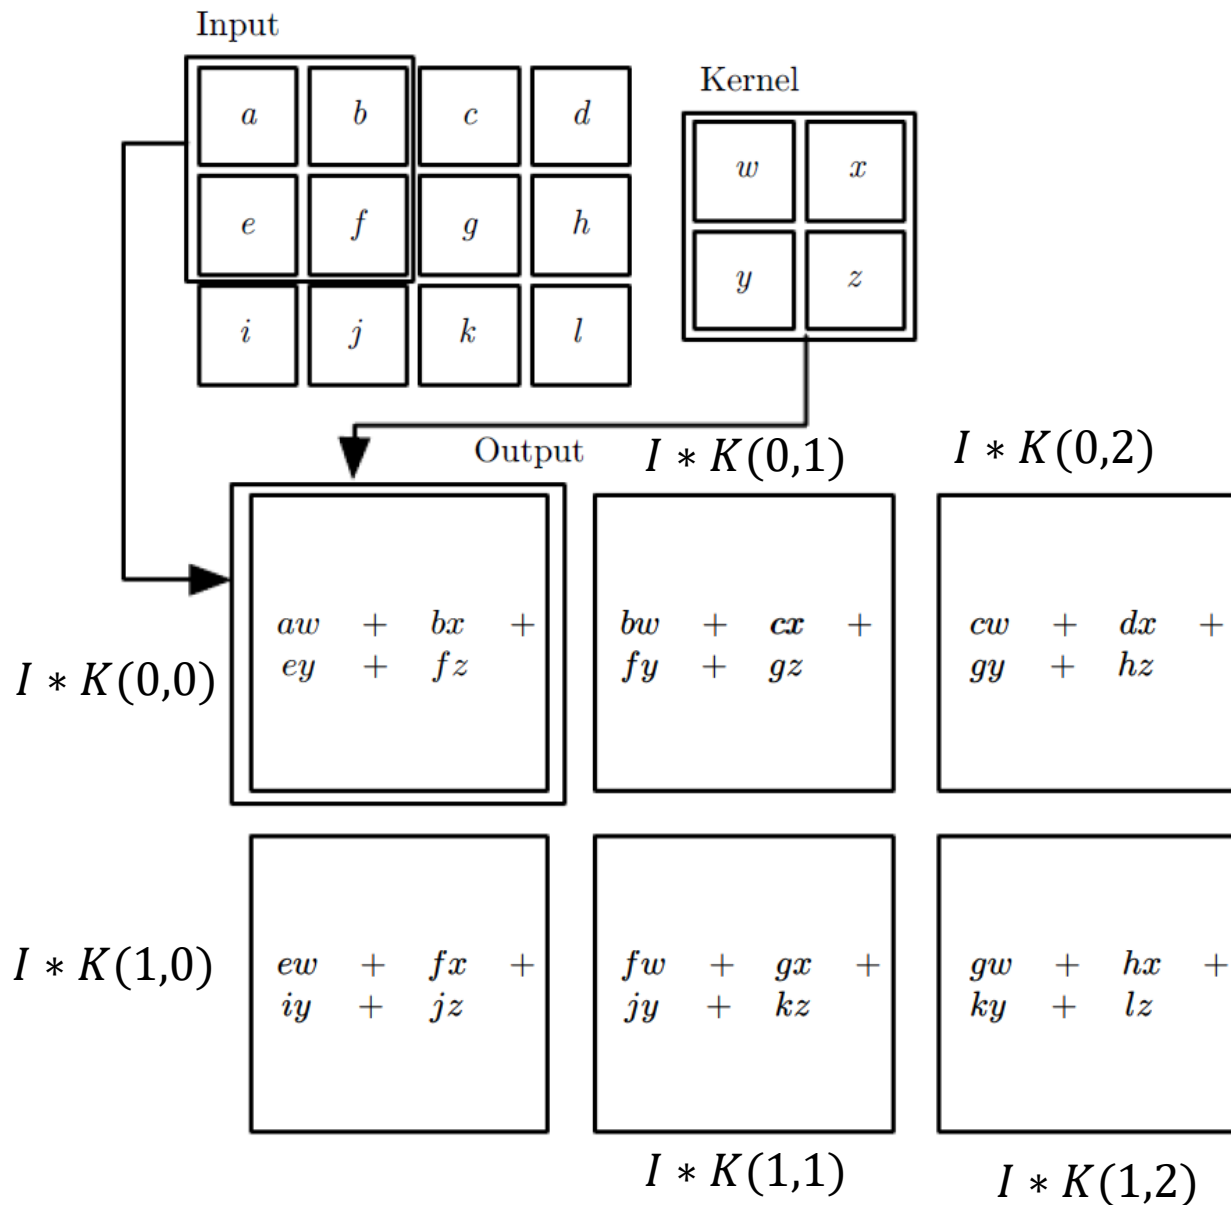 Input
Kernel
a b c d
e f g h
i j k l
w x
y z
Output
I ∗ K(0,1)
I ∗ K(0,2)
I ∗ K(0,0)
aw + bx +
ey + fz
bw + cx +
fy + gz
cw + dx +
gy + hz
I ∗ K(1,0)
ew + fx +
iy + jz
fw + gx +
jy + kz
gw + hx +
ky + lz
I ∗ K(1,1)
I ∗ K(1,2)